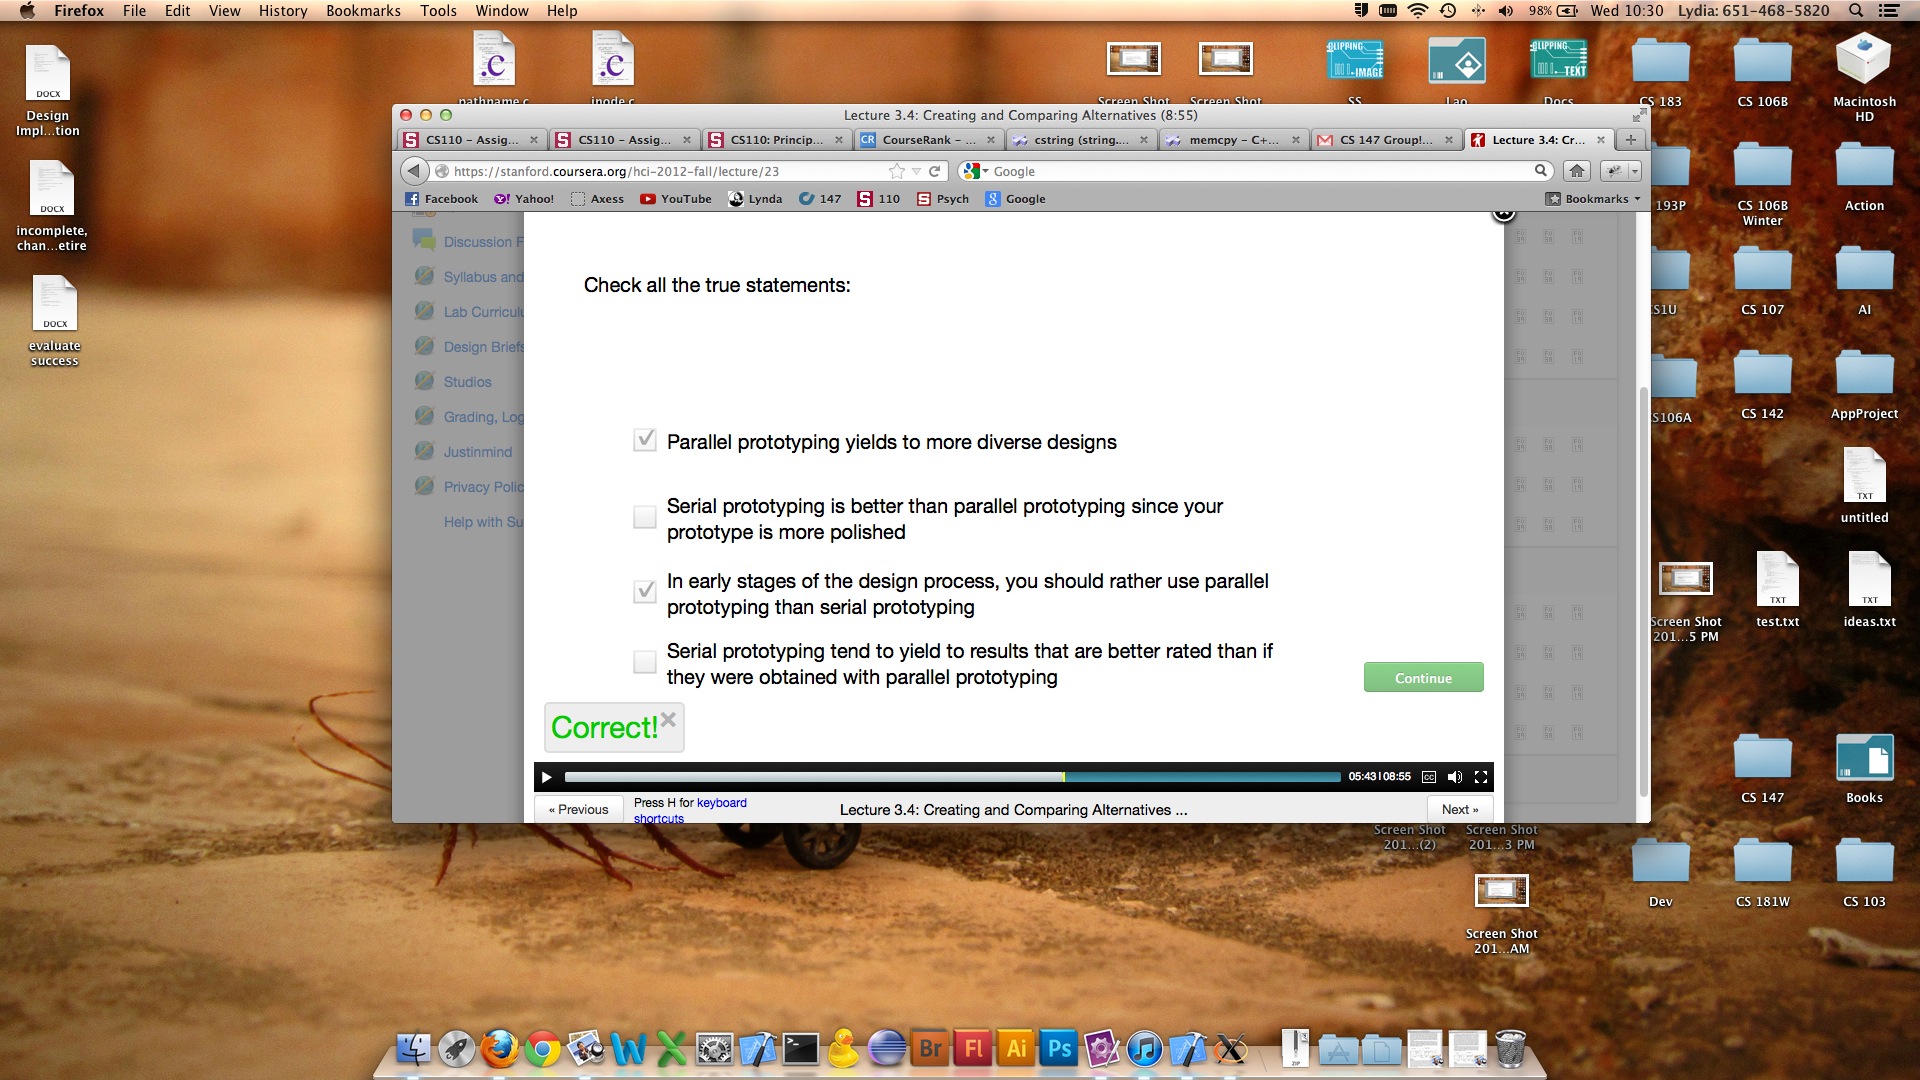 Firefox File Edit View History Bookmarks Tools Window Help
98% Wed 10:30 Lydia: 651-468-5820
DOCX
Design
Impl...tion
DOCX
incomplete,
chan...etire
DOCX
evaluate
success
.C
pathname.c
.C
inode.c
Screen Shot
Screen Shot
CLIPPING
IMAGE
SS
Lao
CLIPPING
TEXT
Docs
CS 183
CS 106B
Macintosh
HD
Lecture 3.4: Creating and Comparing Alternatives (8:55)
CS110 – Assig...
CS110 – Assig...
CS110: Princip...
CR CourseRank – ...
cstring (string...
memcpy – C+...
CS 147 Group!...
Lecture 3.4: Cr...
https://stanford.coursera.org/hci-2012-fall/lecture/23
Google
Facebook
Yahoo!
Axess
YouTube
Lynda
147
110
Psych
Google
Bookmarks
193P
CS 106B
Winter
Action
S1U
CS 107
AI
S106A
CS 142
AppProject
TXT
untitled
Screen Shot
201...5 PM
TXT
test.txt
TXT
ideas.txt
CS 147
Books
Screen Shot
201...(2)
Screen Shot
201...3 PM
Screen Shot
201...AM
Dev
CS 181W
CS 103
Discussion F
Syllabus and
Lab Curricul
Design Briefs
Studios
Grading, Log
Justinmind
Privacy Polic
Help with Su
Check all the true statements:
Parallel prototyping yields to more diverse designs
Serial prototyping is better than parallel prototyping since your
prototype is more polished
In early stages of the design process, you should rather use parallel
prototyping than serial prototyping
Serial prototyping tend to yield to results that are better rated than if
they were obtained with parallel prototyping
Continue
Correct!
05:43 | 08:55
CC
« Previous
Press H for keyboard
shortcuts
Lecture 3.4: Creating and Comparing Alternatives ...
Next »
Br
Fl
Ai
Ps
ZIP